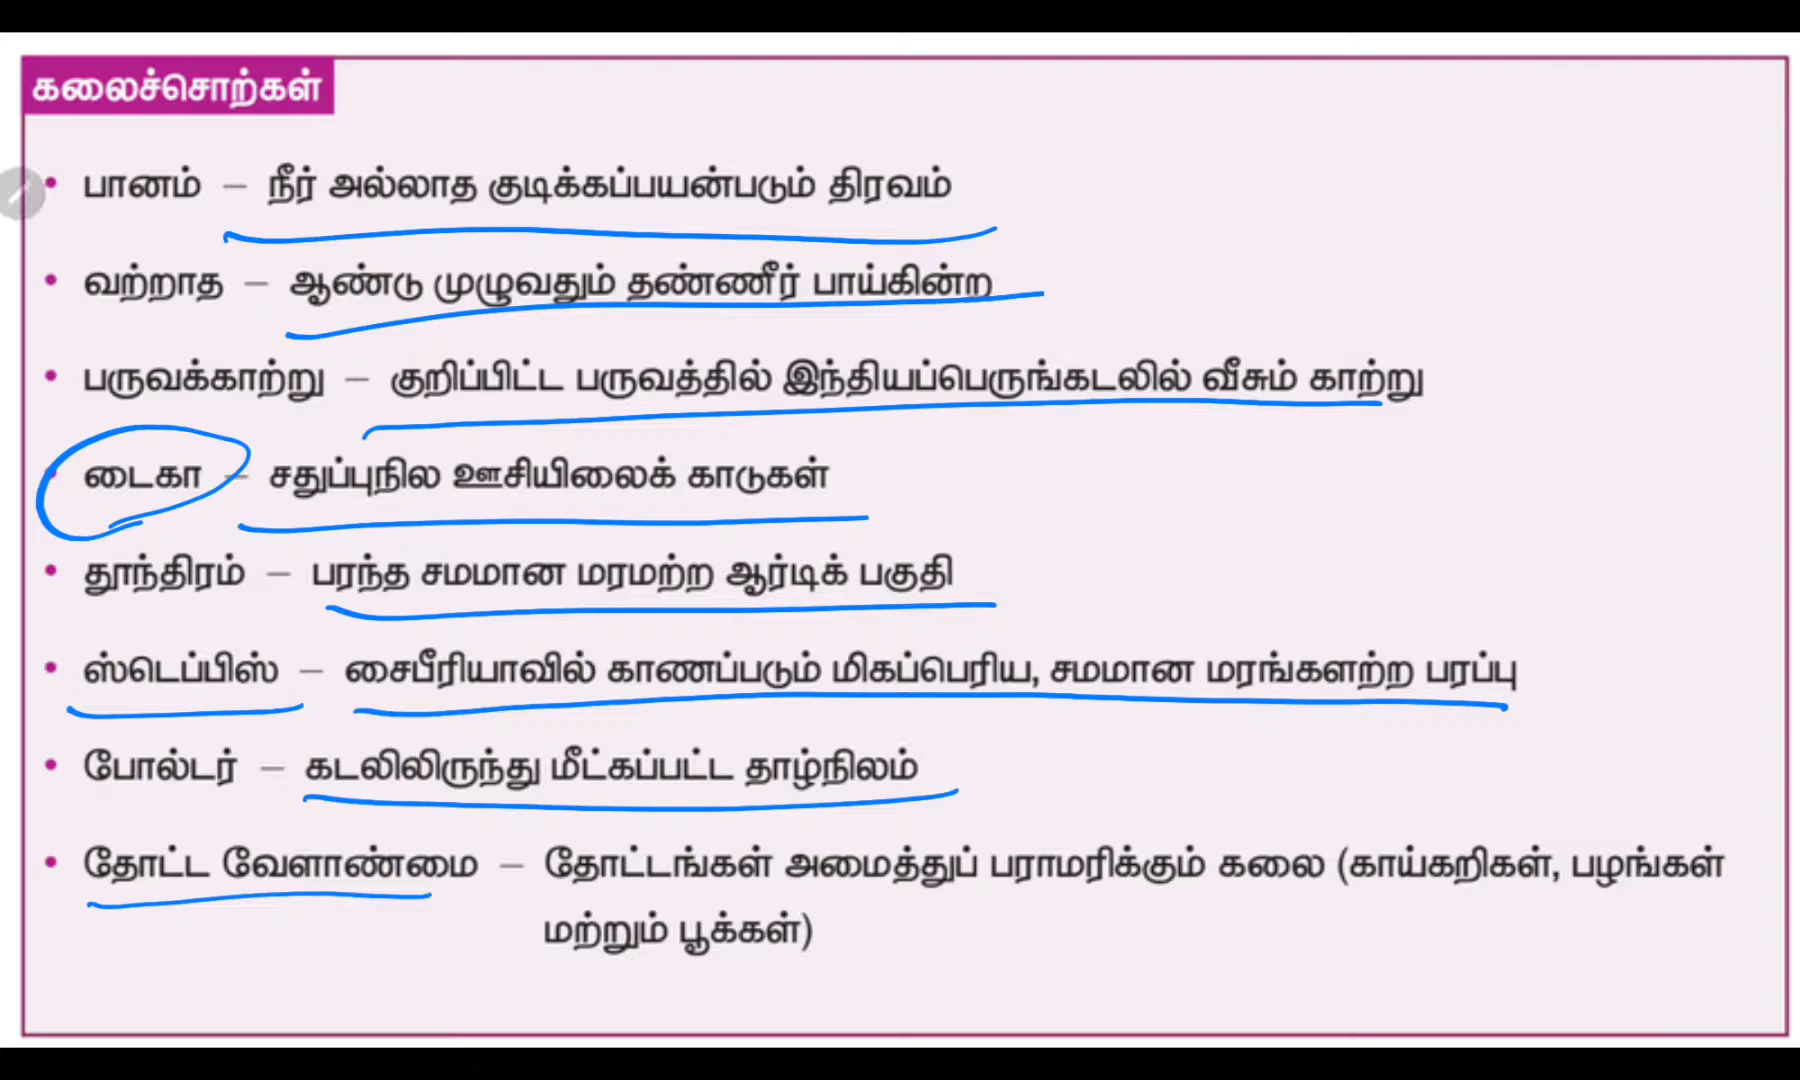 கலைச்சொற்கள்
• பானம் – நீர் அல்லாத குடிக்கப்பயன்படும் திரவம்
• வற்றாத – ஆண்டு முழுவதும் தண்ணீர் பாய்கின்ற
• பருவக்காற்று – குறிப்பிட்ட பருவத்தில் இந்தியப்பெருங்கடலில் வீசும் காற்று
• டைகா – சதுப்புநில ஊசியிலைக் காடுகள்
• தூந்திரம் – பரந்த சமமான மரமற்ற ஆர்டிக் பகுதி
• ஸ்டெப்பிஸ் – சைபீரியாவில் காணப்படும் மிகப்பெரிய, சமமான மரங்களற்ற பரப்பு
• போல்டர் – கடலிலிருந்து மீட்கப்பட்ட தாழ்நிலம்
• தோட்ட வேளாண்மை – தோட்டங்கள் அமைத்துப் பராமரிக்கும் கலை (காய்கறிகள், பழங்கள்
மற்றும் பூக்கள்)